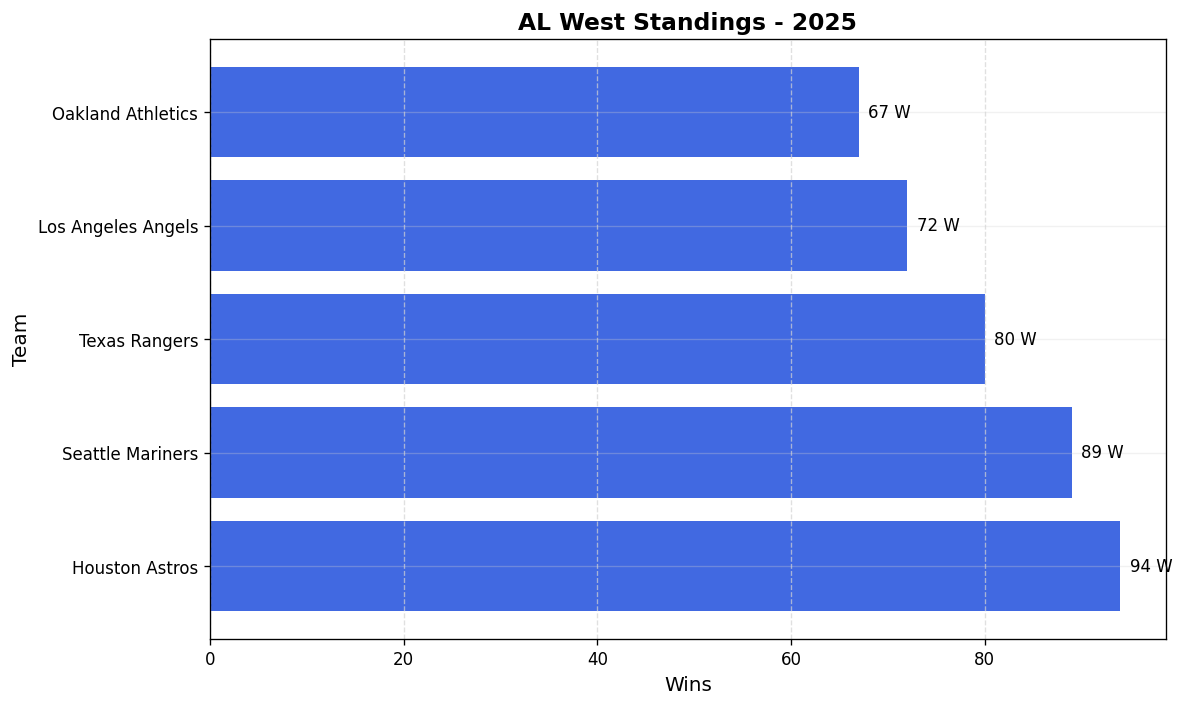 AL West Standings - 2025
Team
Oakland Athletics
67 W
Los Angeles Angels
72 W
Texas Rangers
80 W
Seattle Mariners
89 W
Houston Astros
94 W
0 20 40 60 80
Wins